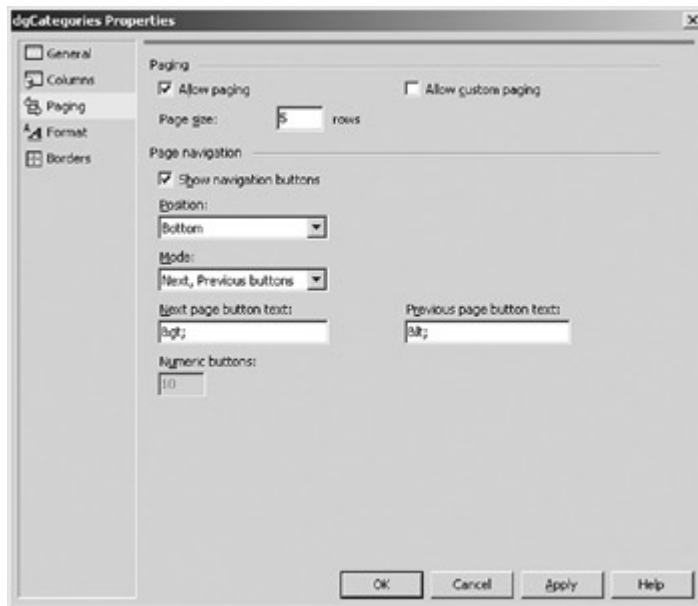 dgCategories Properties
General
Columns
Paging
Format
Borders
Paging
Allow paging
Allow custom paging
Page size: 5 rows
Page navigation
Show navigation buttons
Position:
Bottom
Mode:
Next, Previous buttons
Next page button text: Previous page button text:
&gt; &lt;
Numeric buttons:
10
OK Cancel Apply Help